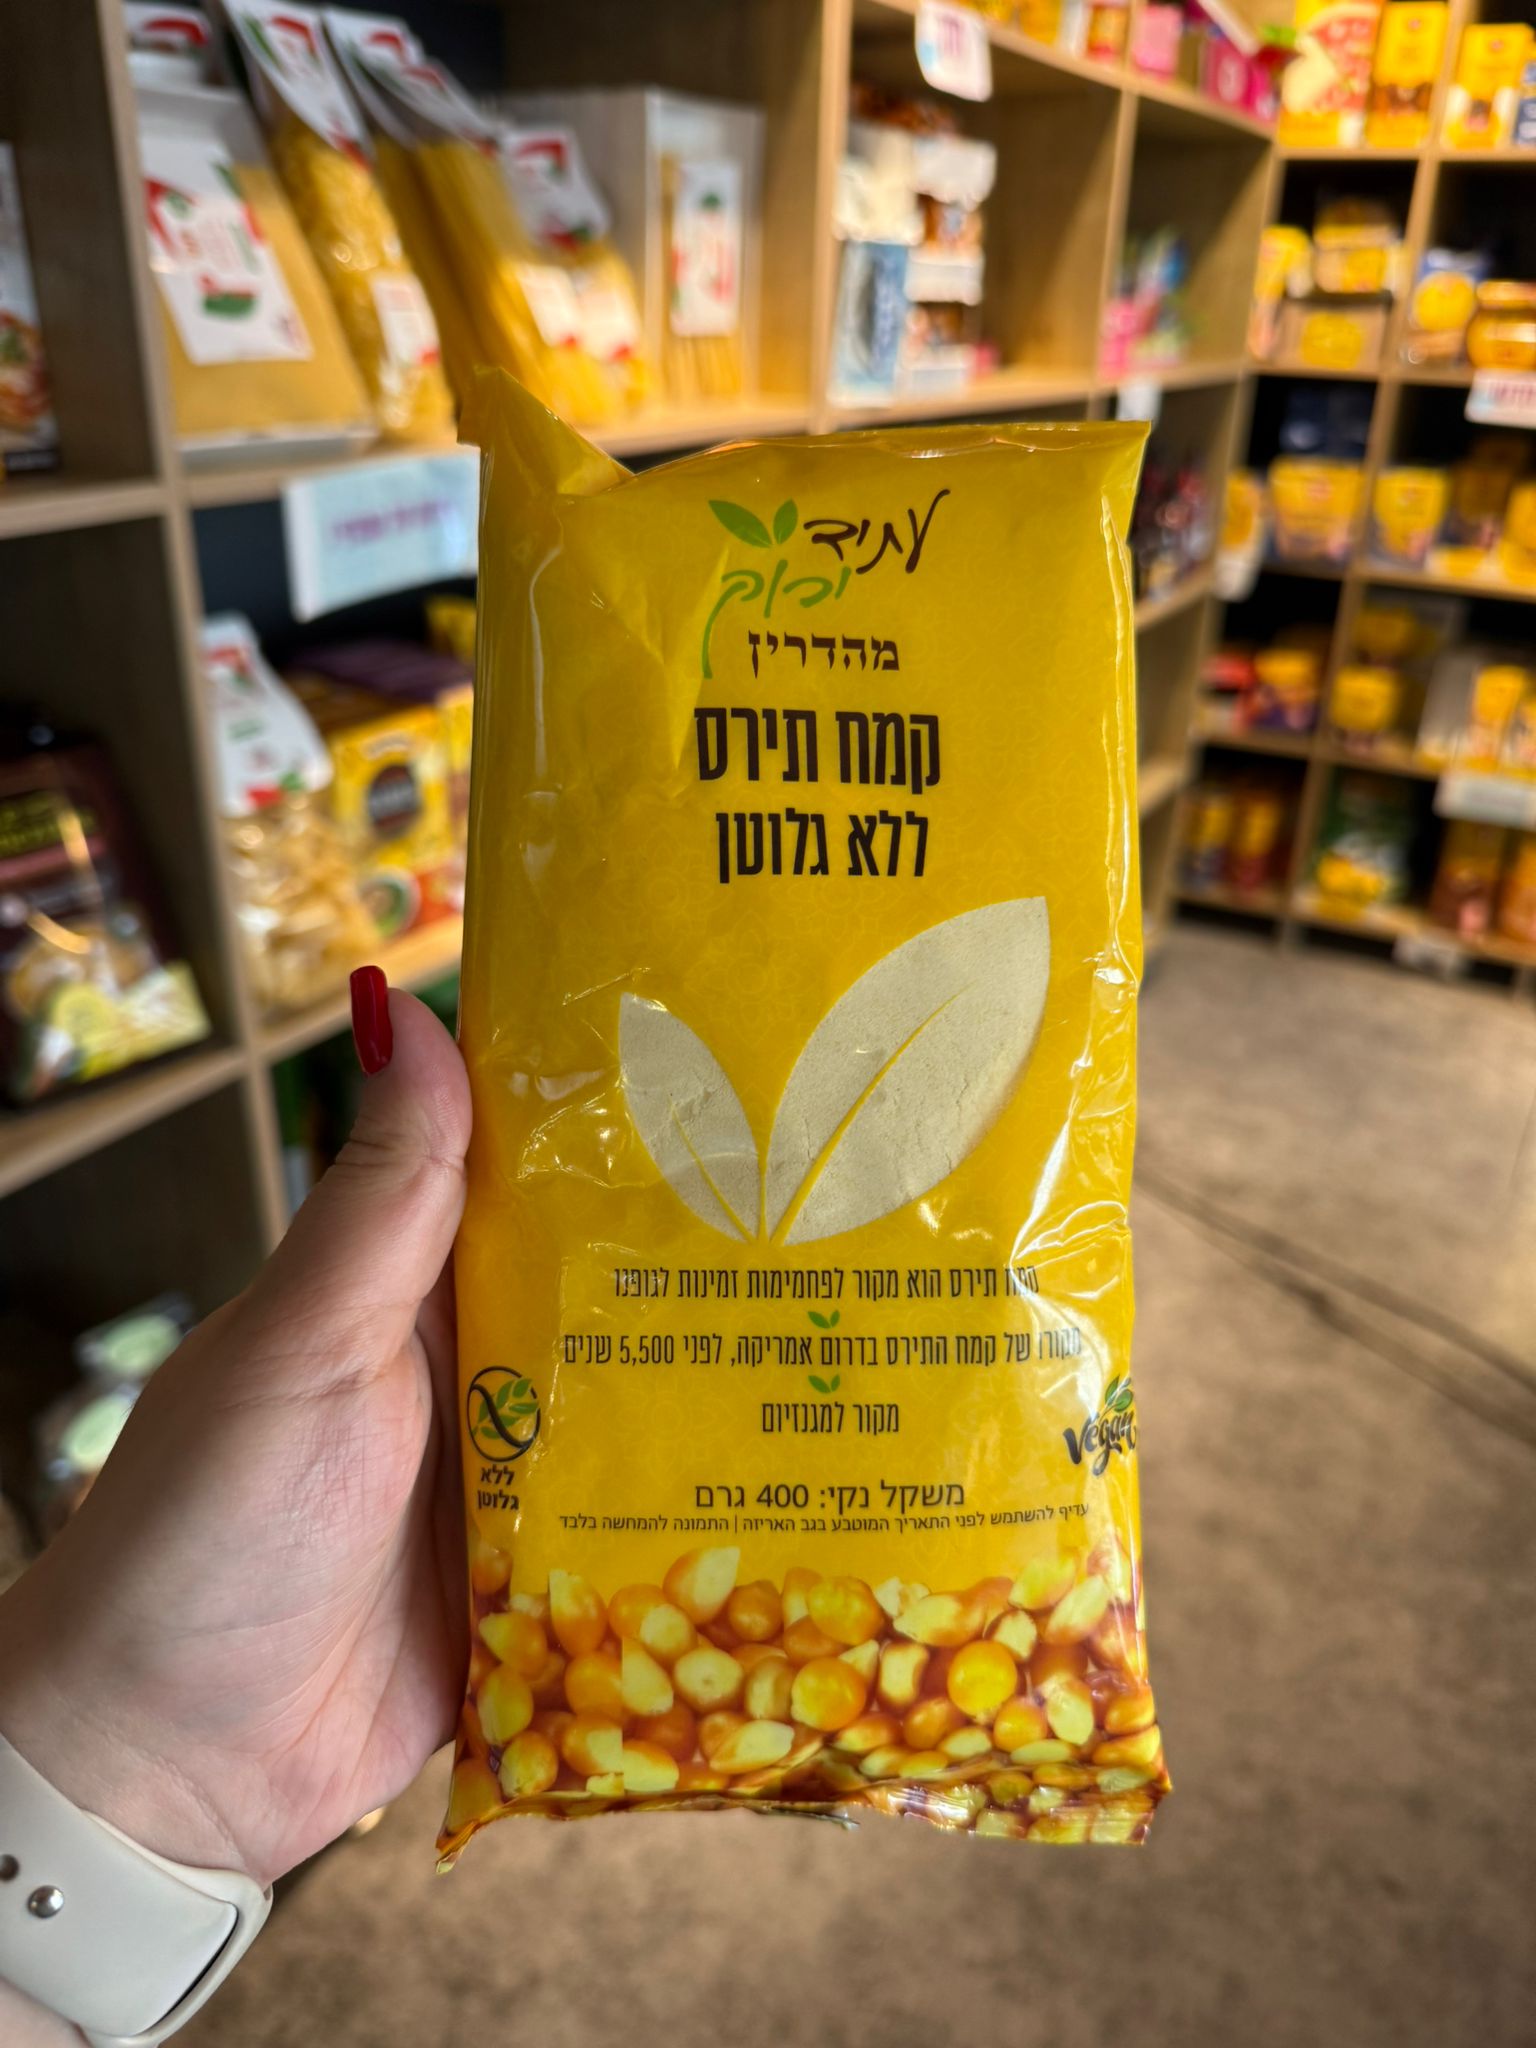 עתיד
ירוק
מהדרין
קמח תירס
ללא גלוטן
קמח תירס הוא מקור לפחמימות זמינות לגופנו
מקורו של קמח התירס בדרום אמריקה, לפני 5,500 שנים
מקור למגנזיום
ללא
גלוטן
Vegan
משקל נקי: 400 גרם
עדיף להשתמש לפני התאריך המוטבע בגב האריזה | התמונה להמחשה בלבד